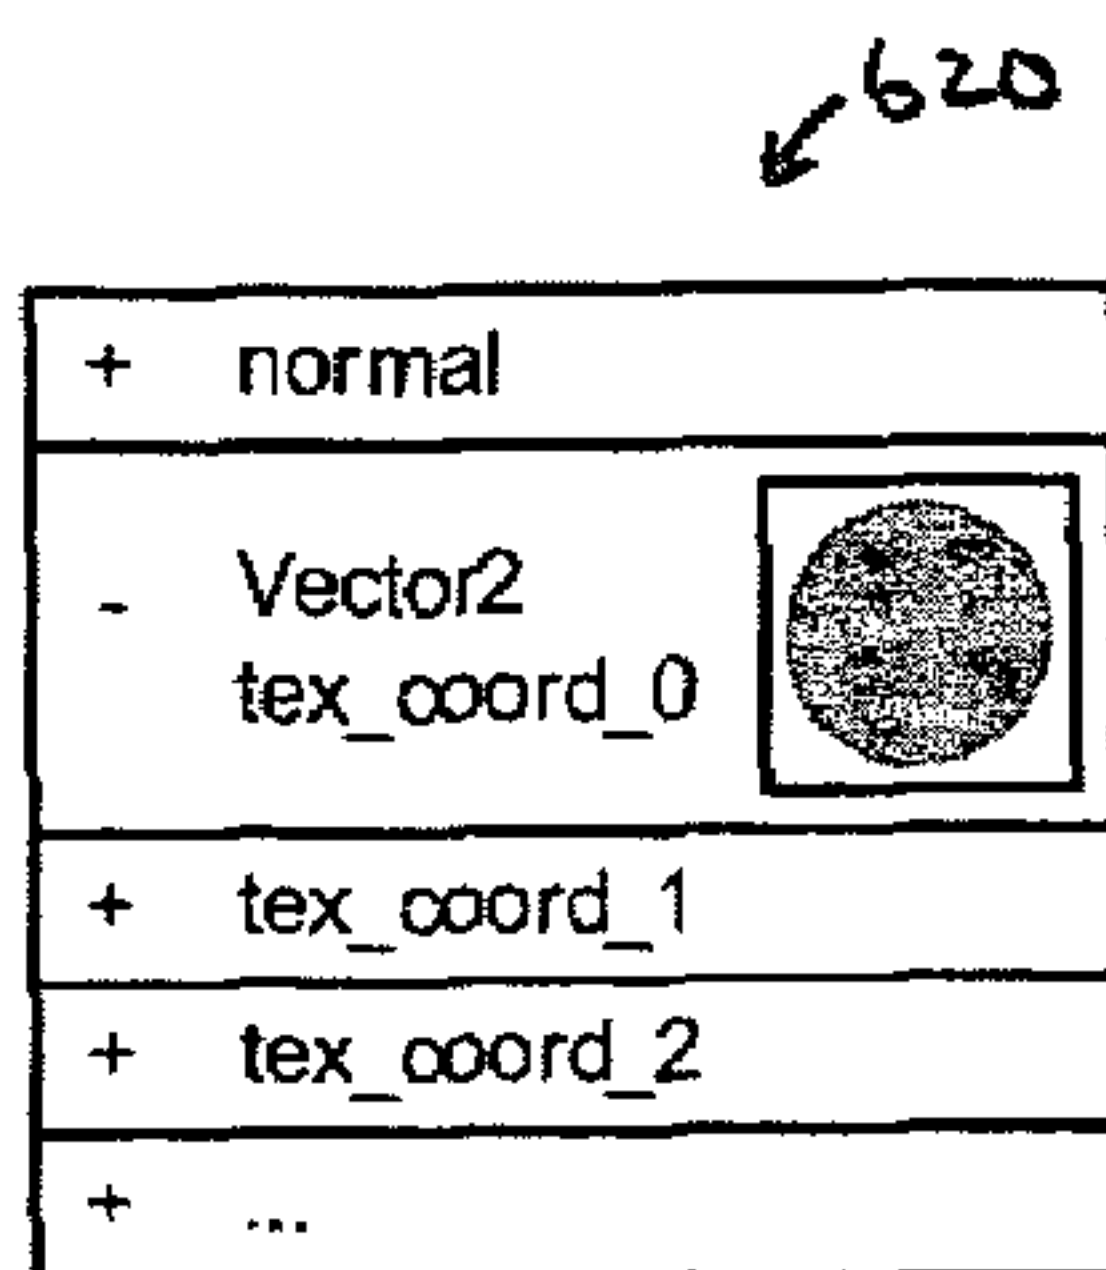 620
+ normal
- Vector2
tex_coord_0
+ tex_coord_1
+ tex_coord_2
+ ...